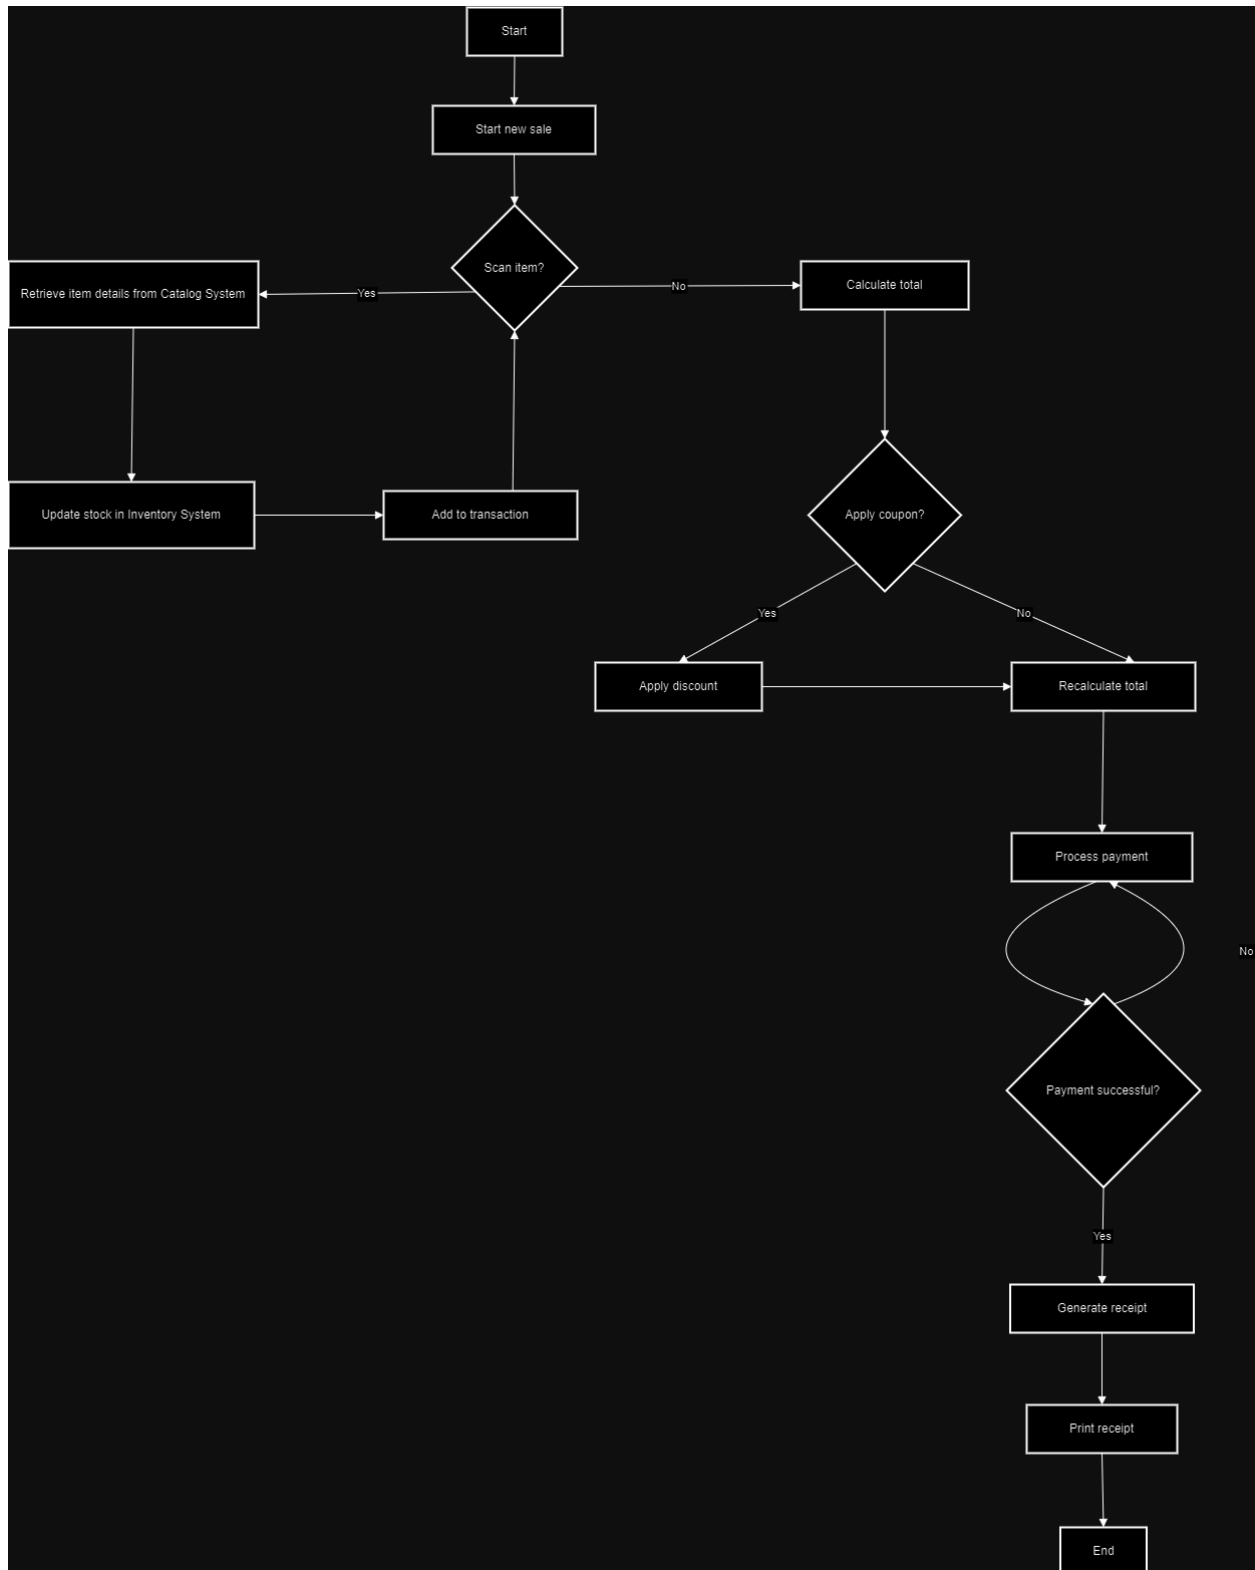 Start
Start new sale
Scan item?
Retrieve item details from Catalog System
Yes
No
Calculate total
Update stock in Inventory System
Add to transaction
Apply coupon?
Yes
No
Apply discount
Recalculate total
Process payment
No
Payment successful?
Yes
Generate receipt
Print receipt
End